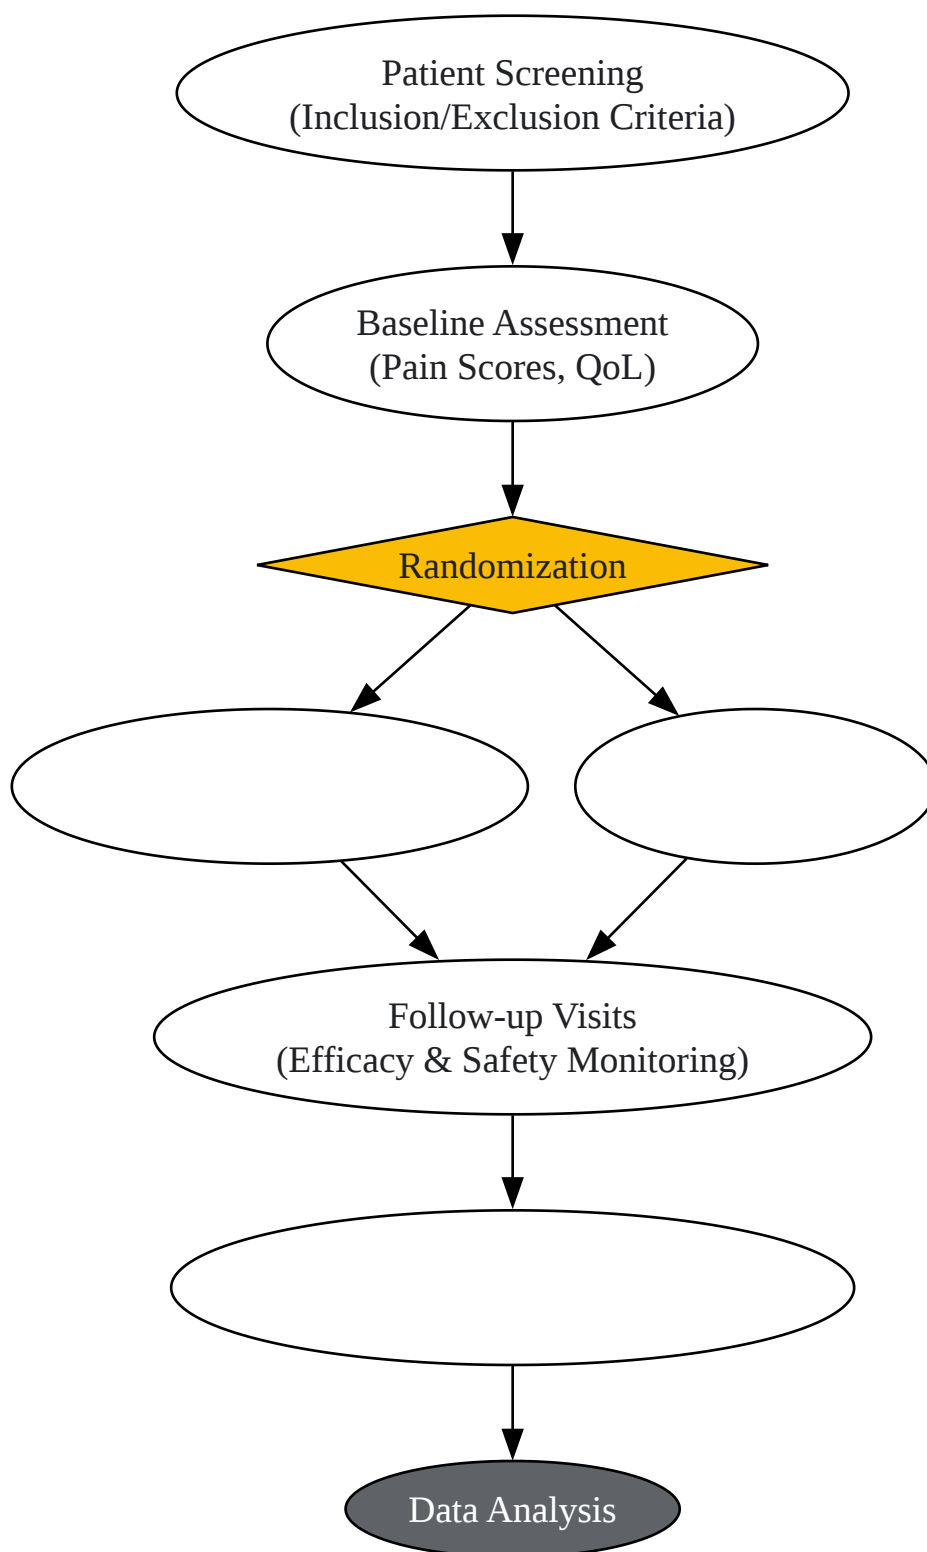 Patient Screening
(Inclusion/Exclusion Criteria)
Baseline Assessment
(Pain Scores, QoL)
Randomization
Follow-up Visits
(Efficacy & Safety Monitoring)
Data Analysis